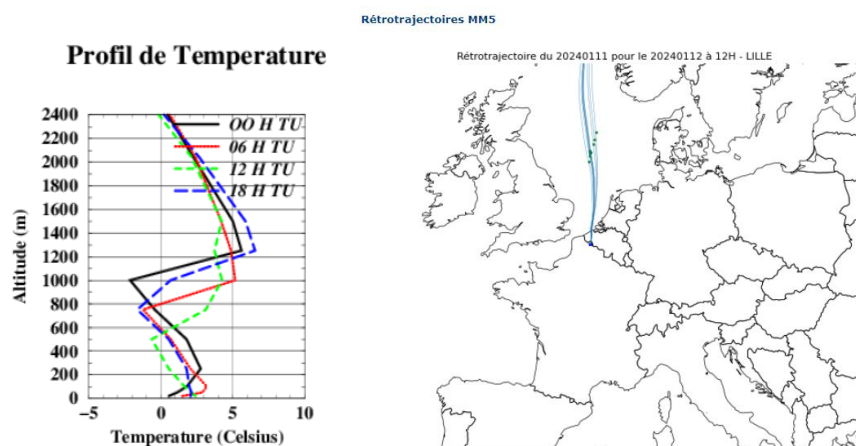 Rétrotrajectoires MM5
Profil de Temperature
Rétrotrajectoire du 20240111 pour le 20240112 à 12H - LILLE
2400
2200
2000
1800
1600
1400
1200
1000
800
600
400
200
0
Altitude (m)
OO H TU
06 H TU
12 H TU
18 H TU
−5
0
5
10
Temperature (Celsius)